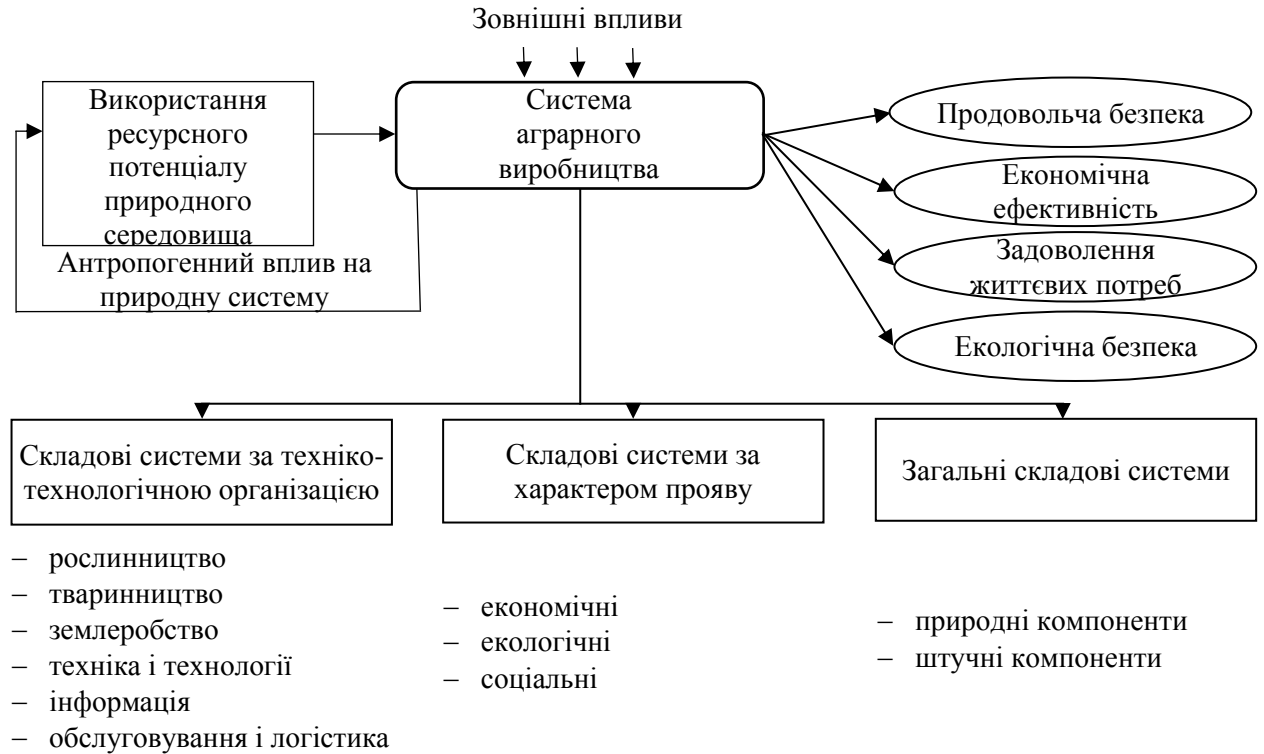 Зовнішні впливи
Використання
ресурсного
потенціалу
природного
середовища
Антропогенний вплив на
природну систему
Система
аграрного
виробництва
Продовольча безпека
Економічна
ефективність
Задоволення
життєвих потреб
Екологічна безпека
Складові системи за техніко-
технологічною організацією
– рослинництво
– тваринництво
– землеробство
– техніка і технології
– інформація
– обслуговування і логістика
Складові системи за
характером прояву
– економічні
– екологічні
– соціальні
Загальні складові системи
– природні компоненти
– штучні компоненти